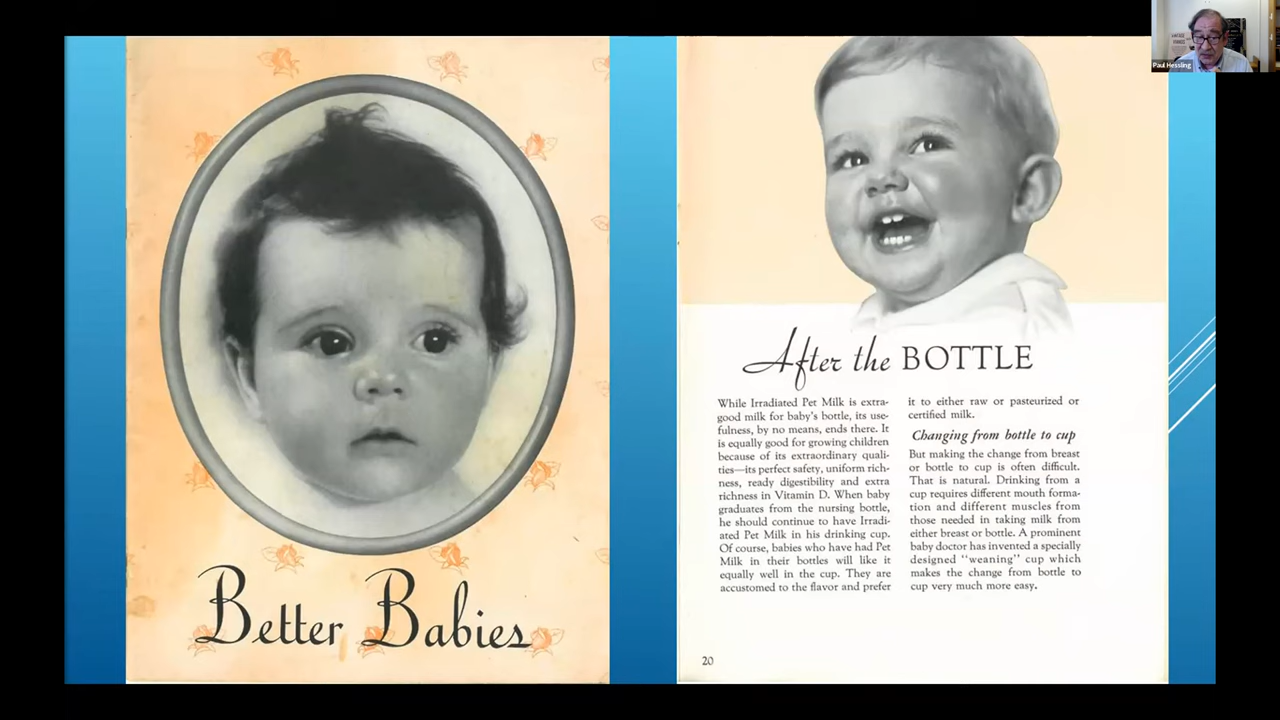 Better Babies
After the BOTTLE
While Irradiated Pet Milk is extra-
good milk for baby's bottle, its use-
fulness, by no means, ends there. It
is equally good for growing children
because of its extraordinary quali-
ties—its perfect safety, uniform rich-
ness, ready digestibility and extra
richness in Vitamin D. When baby
graduates from the nursing bottle,
he should continue to have Irradi-
ated Pet Milk in his drinking cup.
Of course, babies who have had Pet
Milk in their bottles will like it
equally well in the cup. They are
accustomed to the flavor and prefer
it to either raw or pasteurized or
certified milk.
Changing from bottle to cup
But making the change from breast
or bottle to cup is often difficult.
That is natural. Drinking from a
cup requires different mouth forma-
tion and different muscles from
those needed in taking milk from
either breast or bottle. A prominent
baby doctor has invented a specially
designed "weaning" cup which
makes the change from bottle to
cup very much more easy.
20
Paul Hessling